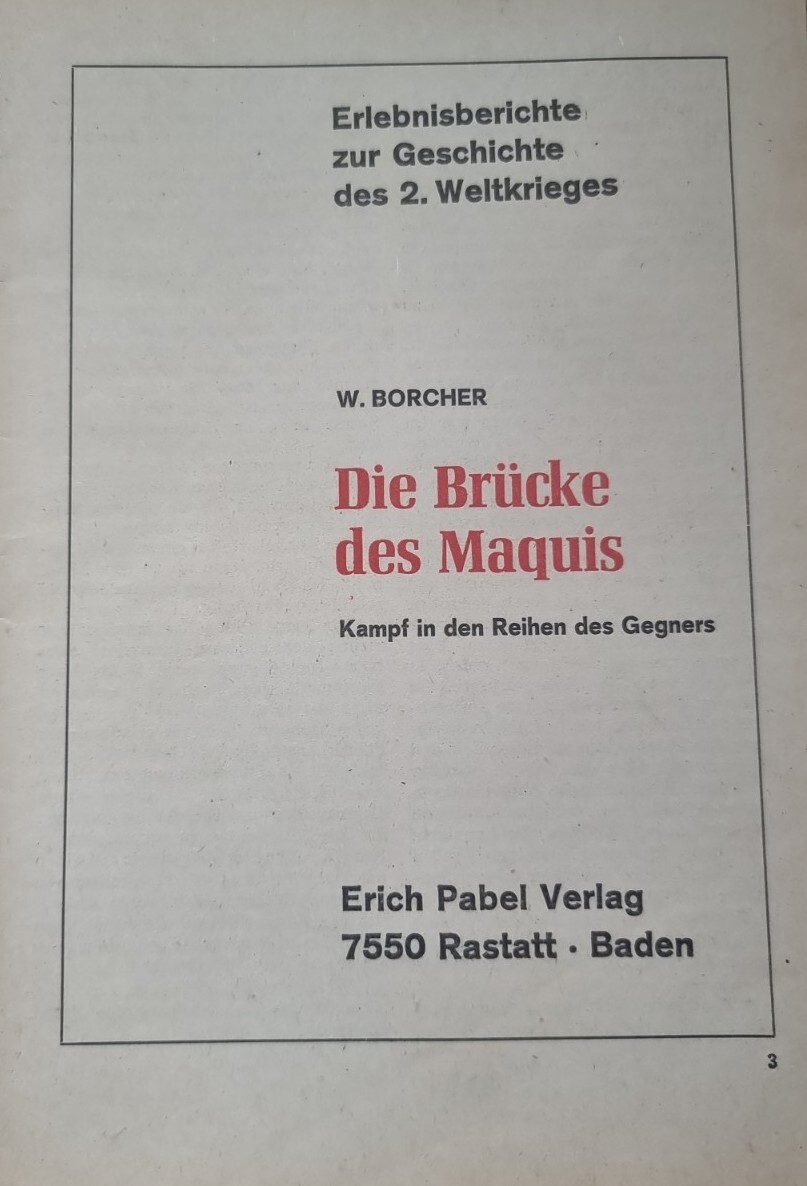 Erlebnisberichte
zur Geschichte
des 2. Weltkrieges
W. BORCHER
Die Brücke
des Maquis
Kampf in den Reihen des Gegners
Erich Pabel Verlag
7550 Rastatt · Baden
3